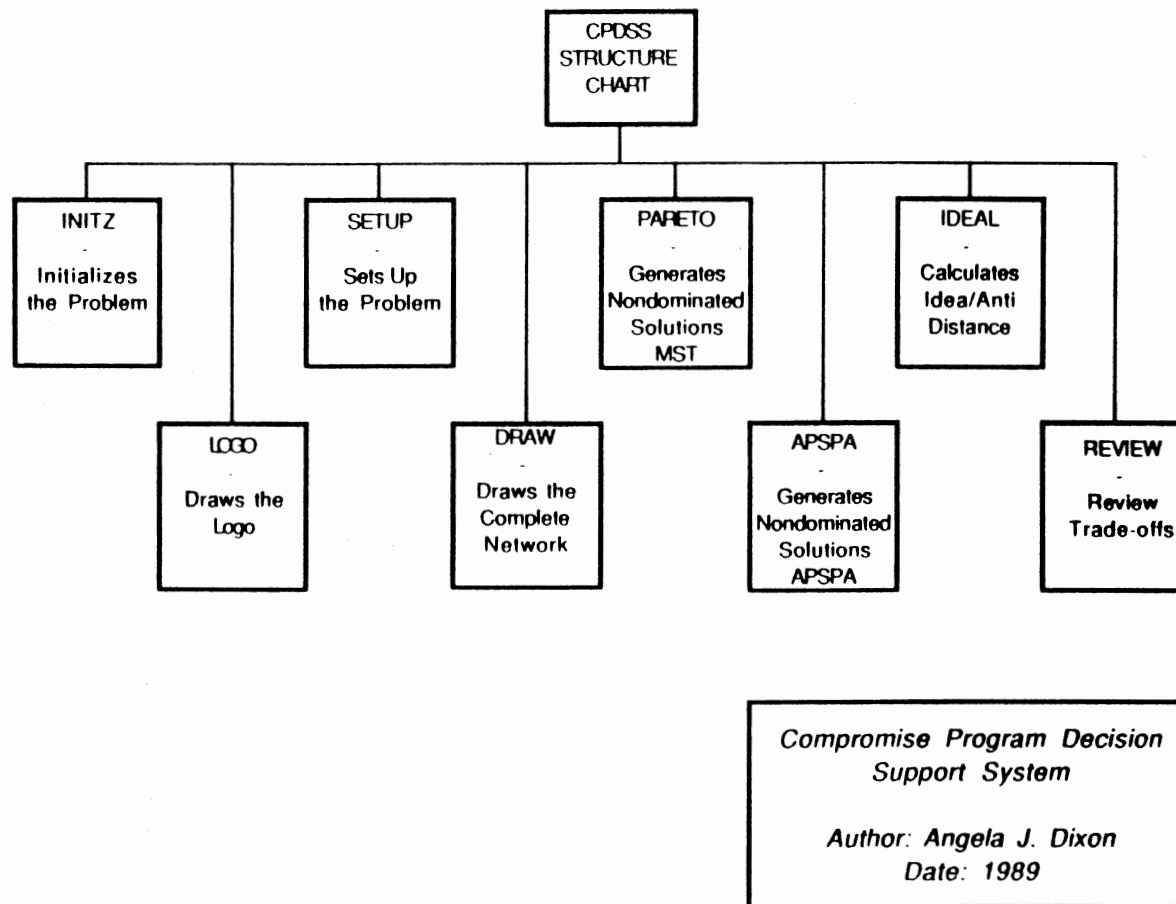 CPDSS
STRUCTURE
CHART
INITZ
-
Initializes
the Problem
SETUP
-
Sets Up
the Problem
PARETO
-
Generates
Nondominated
Solutions
MST
IDEAL
-
Calculates
Idea/Anti
Distance
LOGO
-
Draws the
Logo
DRAW
-
Draws the
Complete
Network
APSPA
-
Generates
Nondominated
Solutions
APSPA
REVIEW
-
Review
Trade-offs
Compromise Program Decision
Support System
Author: Angela J. Dixon
Date: 1989